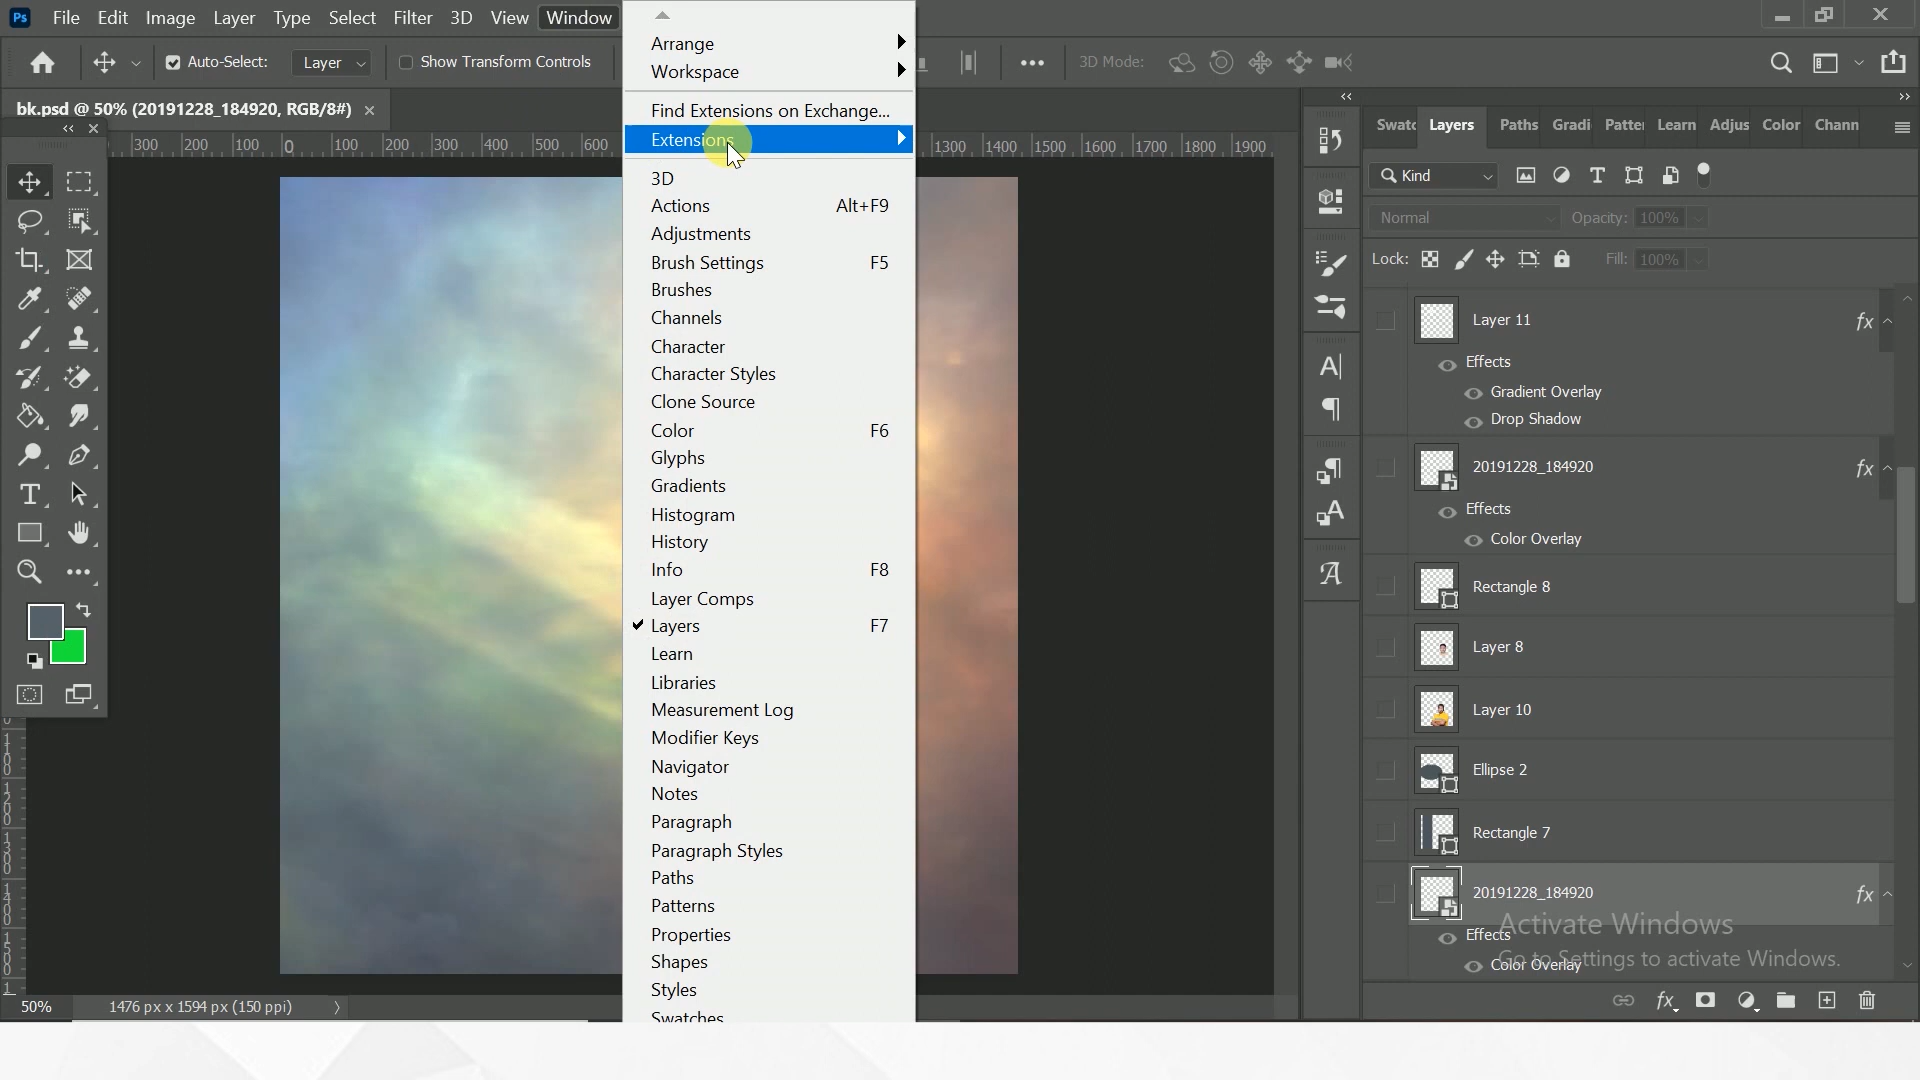 Ps File Edit Image Layer Type Select Filter 3D View Window
Auto-Select: Layer Show Transform Controls 3D Mode:
bk.psd @ 50% (20191228_184920, RGB/8#)
300 200 100 0 100 200 300 400 500 600 1300 1400 1500 1600 1700 1800 1900
Arrange
Workspace
Find Extensions on Exchange...
Extensions
3D
Actions Alt+F9
Adjustments
Brush Settings F5
Brushes
Channels
Character
Character Styles
Clone Source
Color F6
Glyphs
Gradients
Histogram
History
Info F8
Layer Comps
Layers F7
Learn
Libraries
Measurement Log
Modifier Keys
Navigator
Notes
Paragraph
Paragraph Styles
Paths
Patterns
Properties
Shapes
Styles
Swatches
Swatc Layers Paths Gradi Patter Learn Adjus Color Chann
Kind
Normal Opacity: 100%
Lock: Fill: 100%
Layer 11 fx
Effects
Gradient Overlay
Drop Shadow
20191228_184920 fx
Effects
Color Overlay
Rectangle 8
Layer 8
Layer 10
Ellipse 2
Rectangle 7
20191228_184920 fx
Effects
Color Overlay
Activate Windows
Go to Settings to activate Windows.
50% 1476 px x 1594 px (150 ppi)